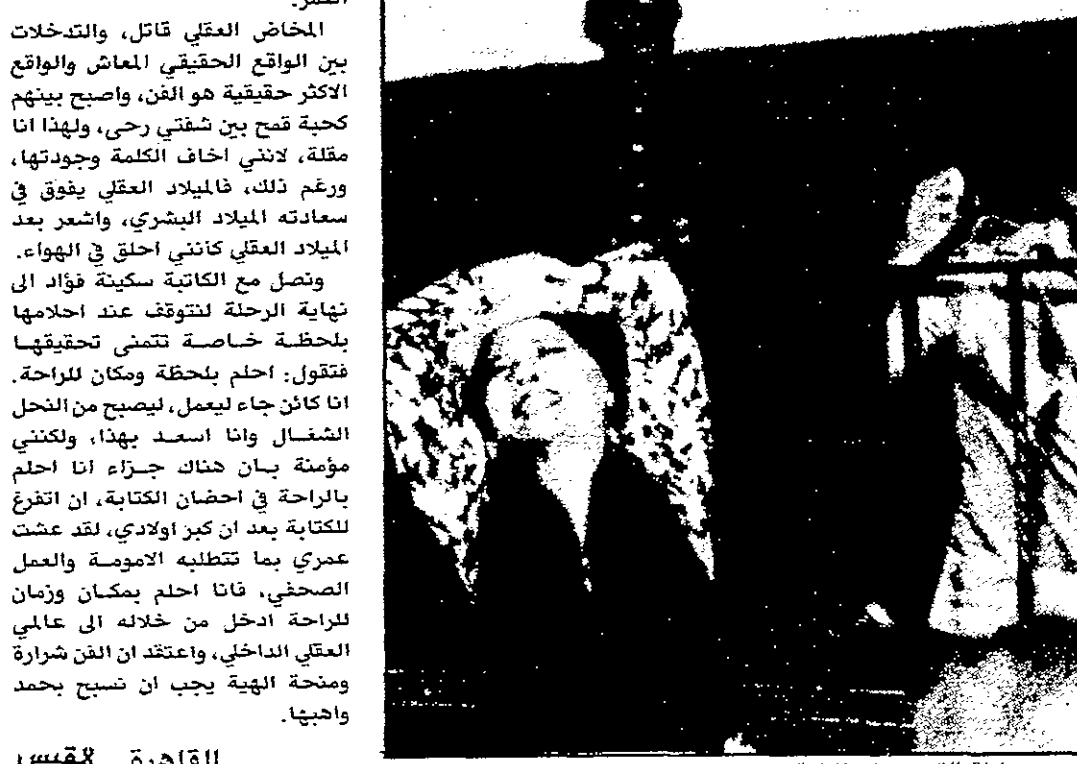 العمر.
المخاض العقلي قاتل، والتدخلات
بين الواقع الحقيقي المعاش والواقع
الاكثر حقيقية هو الفن، واصبح بينهم
كحبة قمح بين شفتي رحى، ولهذا انا
مقلة، لانني اخاف الكلمة وجودتها،
ورغم ذلك، فالميلاد العقلي يفوق في
سعادته الميلاد البشري، واشعر بعد
الميلاد العقلي كأنني احلق في الهواء.
ونصل مع الكاتبة سكينة فؤاد الى
نهاية الرحلة لنتوقف عند احلامها
بلحظة خاصة تتمنى تحقيقها
فتقول: احلم بلحظة ومكان للراحة.
انا كائن جاء ليعمل، ليصبح من النحل
الشغال وانا اسعد بهذا، ولكنني
مؤمنة بان هناك جزاء انا احلم
بالراحة في احضان الكتابة، ان اتفرغ
للكتابة بعد ان كبر اولادي، لقد عشت
عمري بما تتطلبه الامومة والعمل
الصحفي، فانا احلم بمكان وزمان
للراحة ادخل من خلاله الى عالمي
العقلي الداخلي، واعتقد ان الفن شرارة
ومنحة الهية يجب ان نسبح بحمد
واهبها.
القاهرة القبس